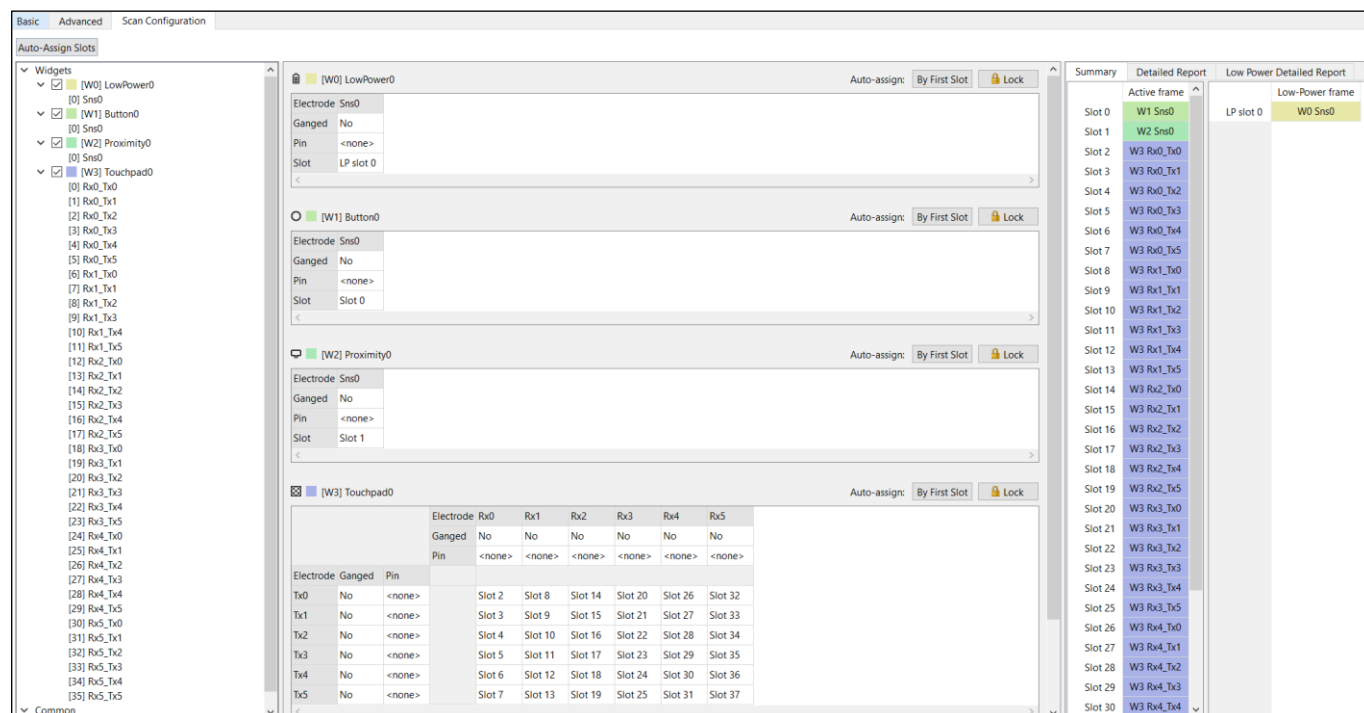 Basic Advanced Scan Configuration
Auto-Assign Slots
Widgets
[W0] LowPower0
[0] Sns0
[W1] Button0
[0] Sns0
[W2] Proximity0
[0] Sns0
[W3] Touchpad0
[0] Rx0_Tx0
[1] Rx0_Tx1
[2] Rx0_Tx2
[3] Rx0_Tx3
[4] Rx0_Tx4
[5] Rx0_Tx5
[6] Rx1_Tx0
[7] Rx1_Tx1
[8] Rx1_Tx2
[9] Rx1_Tx3
[10] Rx1_Tx4
[11] Rx1_Tx5
[12] Rx2_Tx0
[13] Rx2_Tx1
[14] Rx2_Tx2
[15] Rx2_Tx3
[16] Rx2_Tx4
[17] Rx2_Tx5
[18] Rx3_Tx0
[19] Rx3_Tx1
[20] Rx3_Tx2
[21] Rx3_Tx3
[22] Rx3_Tx4
[23] Rx3_Tx5
[24] Rx4_Tx0
[25] Rx4_Tx1
[26] Rx4_Tx2
[27] Rx4_Tx3
[28] Rx4_Tx4
[29] Rx4_Tx5
[30] Rx5_Tx0
[31] Rx5_Tx1
[32] Rx5_Tx2
[33] Rx5_Tx3
[34] Rx5_Tx4
[35] Rx5_Tx5
Common
[W0] LowPower0 Auto-assign: By First Slot Lock
Electrode Sns0
Ganged No
Pin <none>
Slot LP slot 0
[W1] Button0 Auto-assign: By First Slot Lock
Electrode Sns0
Ganged No
Pin <none>
Slot Slot 0
[W2] Proximity0 Auto-assign: By First Slot Lock
Electrode Sns0
Ganged No
Pin <none>
Slot Slot 1
[W3] Touchpad0 Auto-assign: By First Slot Lock
Electrode Rx0 Rx1 Rx2 Rx3 Rx4 Rx5
Ganged No No No No No No
Pin <none> <none> <none> <none> <none> <none>
Electrode Ganged Pin
Tx0 No <none> Slot 2 Slot 8 Slot 14 Slot 20 Slot 26 Slot 32
Tx1 No <none> Slot 3 Slot 9 Slot 15 Slot 21 Slot 27 Slot 33
Tx2 No <none> Slot 4 Slot 10 Slot 16 Slot 22 Slot 28 Slot 34
Tx3 No <none> Slot 5 Slot 11 Slot 17 Slot 23 Slot 29 Slot 35
Tx4 No <none> Slot 6 Slot 12 Slot 18 Slot 24 Slot 30 Slot 36
Tx5 No <none> Slot 7 Slot 13 Slot 19 Slot 25 Slot 31 Slot 37
Summary Detailed Report Low Power Detailed Report
Active frame Low-Power frame
Slot 0 W1 Sns0 LP slot 0 W0 Sns0
Slot 1 W2 Sns0
Slot 2 W3 Rx0_Tx0
Slot 3 W3 Rx0_Tx1
Slot 4 W3 Rx0_Tx2
Slot 5 W3 Rx0_Tx3
Slot 6 W3 Rx0_Tx4
Slot 7 W3 Rx0_Tx5
Slot 8 W3 Rx1_Tx0
Slot 9 W3 Rx1_Tx1
Slot 10 W3 Rx1_Tx2
Slot 11 W3 Rx1_Tx3
Slot 12 W3 Rx1_Tx4
Slot 13 W3 Rx1_Tx5
Slot 14 W3 Rx2_Tx0
Slot 15 W3 Rx2_Tx1
Slot 16 W3 Rx2_Tx2
Slot 17 W3 Rx2_Tx3
Slot 18 W3 Rx2_Tx4
Slot 19 W3 Rx2_Tx5
Slot 20 W3 Rx3_Tx0
Slot 21 W3 Rx3_Tx1
Slot 22 W3 Rx3_Tx2
Slot 23 W3 Rx3_Tx3
Slot 24 W3 Rx3_Tx4
Slot 25 W3 Rx3_Tx5
Slot 26 W3 Rx4_Tx0
Slot 27 W3 Rx4_Tx1
Slot 28 W3 Rx4_Tx2
Slot 29 W3 Rx4_Tx3
Slot 30 W3 Rx4_Tx4